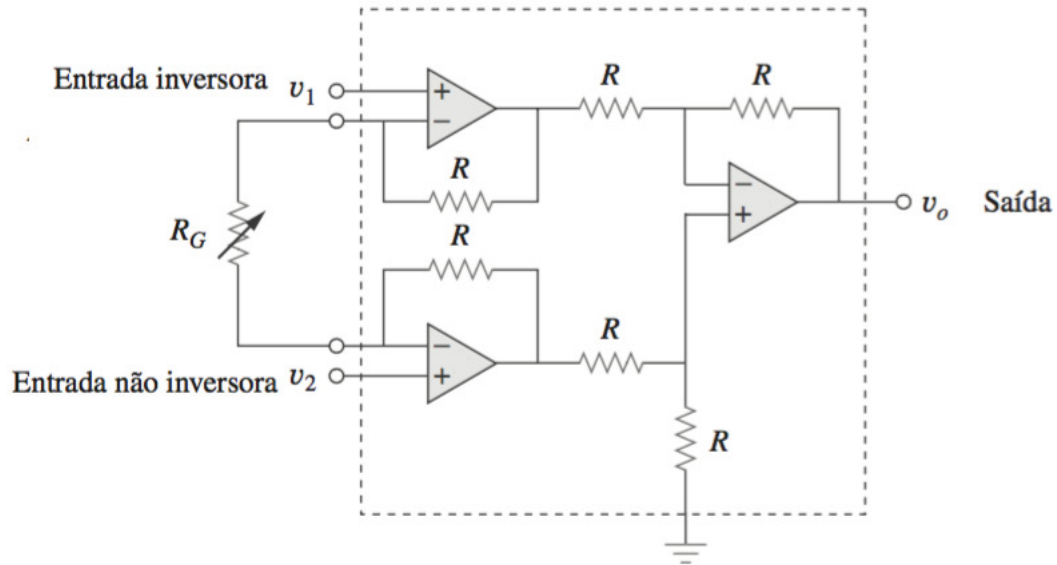 Entrada inversora v1
+
−
R
R
R
−
+
vo Saída
RG
R
R
−
+
Entrada não inversora v2
R